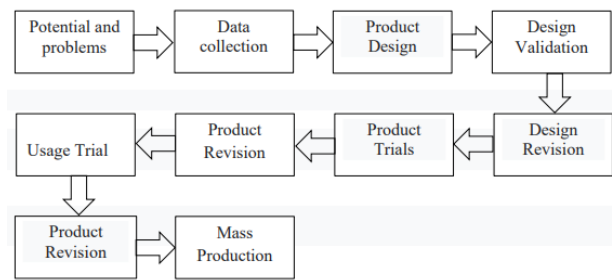 Potential and
problems
Data
collection
Product
Design
Design
Validation
Usage Trial
Product
Revision
Product
Trials
Design
Revision
Product
Revision
Mass
Production